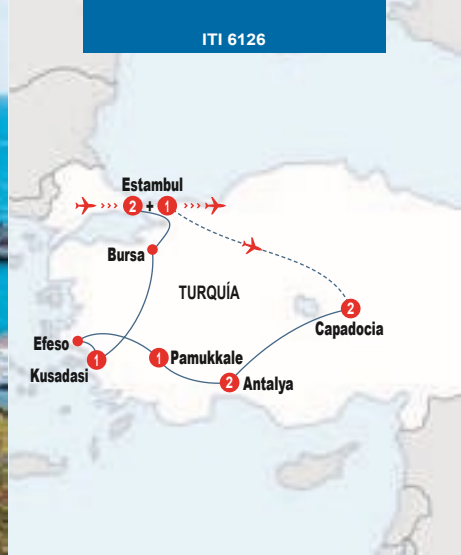 ITI 6126
Estambul
2 + 1
Bursa
TURQUÍA
2
Capadocia
Efeso
1
Kusadasi
1 Pamukkale
2 Antalya